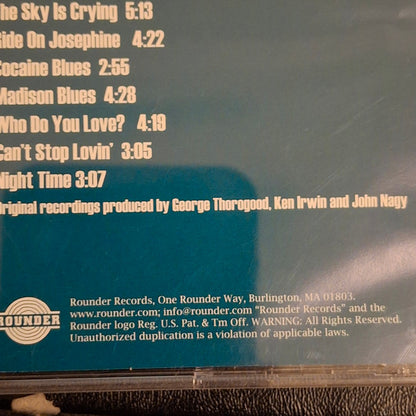 The Sky Is Crying 5:13
Ride On Josephine 4:22
Cocaine Blues 2:55
Madison Blues 4:28
Who Do You Love? 4:19
Can't Stop Lovin' 3:05
Night Time 3:07
Original recordings produced by George Thorogood, Ken Irwin and John Nagy
Rounder Records, One Rounder Way, Burlington, MA 01803.
www.rounder.com; info@rounder.com "Rounder Records" and the
Rounder logo Reg. U.S. Pat. & Tm Off. WARNING: All Rights Reserved.
Unauthorized duplication is a violation of applicable laws.
ROUNDER